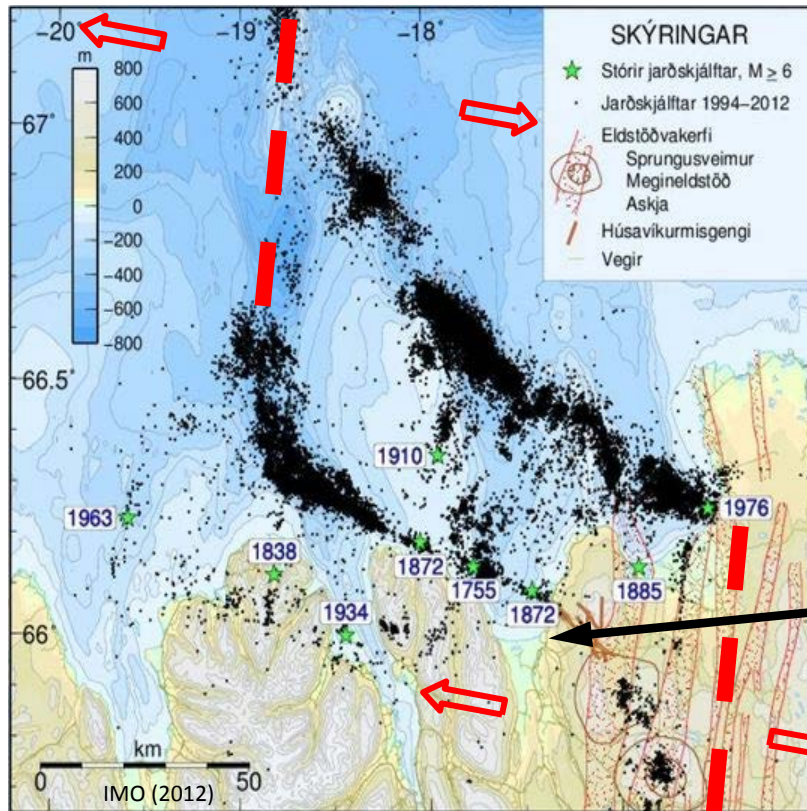 -20°
-19°
-18°
m
800
600
400
200
0
-200
-400
-600
-800
67°
66.5°
66°
SKÝRINGAR
Stórir jarðskjálftar, M ≥ 6
Jarðskjálftar 1994–2012
Eldstöðvakerfi
Sprungusveimur
Megineldstöð
Askja
Húsavíkurmisgengi
Vegir
1910
1963
1976
1838
1872
1755
1885
1872
1934
km
0 50
IMO (2012)